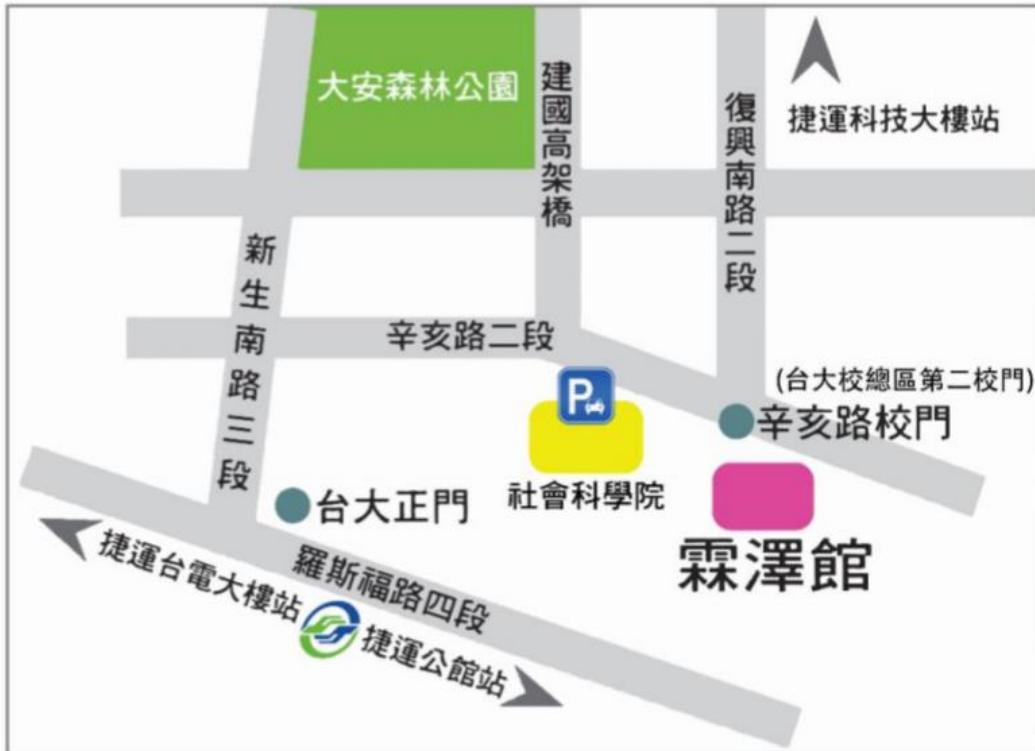 大安森林公園
建國高架橋
復興南路二段
捷運科技大樓站
新生南路三段
辛亥路二段
(台大校總區第二校門)
辛亥路校門
P
社會科學院
台大正門
霖澤館
羅斯福路四段
捷運台電大樓站
捷運公館站